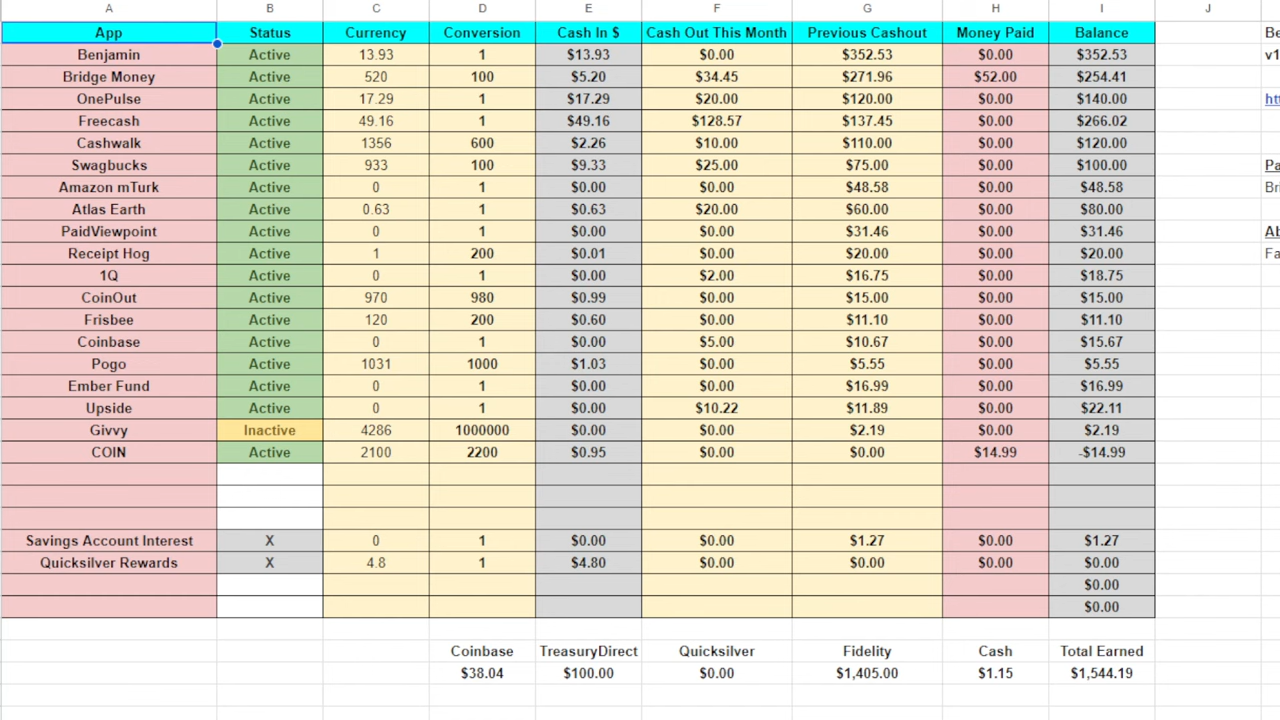 A B C D E F G H I J
App Status Currency Conversion Cash In $ Cash Out This Month Previous Cashout Money Paid Balance Be
Benjamin Active 13.93 1 $13.93 $0.00 $352.53 $0.00 $352.53 v1
Bridge Money Active 520 100 $5.20 $34.45 $271.96 $52.00 $254.41
OnePulse Active 17.29 1 $17.29 $20.00 $120.00 $0.00 $140.00 htt
Freecash Active 49.16 1 $49.16 $128.57 $137.45 $0.00 $266.02
Cashwalk Active 1356 600 $2.26 $10.00 $110.00 $0.00 $120.00
Swagbucks Active 933 100 $9.33 $25.00 $75.00 $0.00 $100.00 Pa
Amazon mTurk Active 0 1 $0.00 $0.00 $48.58 $0.00 $48.58 Bri
Atlas Earth Active 0.63 1 $0.63 $20.00 $60.00 $0.00 $80.00
PaidViewpoint Active 0 1 $0.00 $0.00 $31.46 $0.00 $31.46 Ab
Receipt Hog Active 1 200 $0.01 $0.00 $20.00 $0.00 $20.00 Fa
1Q Active 0 1 $0.00 $2.00 $16.75 $0.00 $18.75
CoinOut Active 970 980 $0.99 $0.00 $15.00 $0.00 $15.00
Frisbee Active 120 200 $0.60 $0.00 $11.10 $0.00 $11.10
Coinbase Active 0 1 $0.00 $5.00 $10.67 $0.00 $15.67
Pogo Active 1031 1000 $1.03 $0.00 $5.55 $0.00 $5.55
Ember Fund Active 0 1 $0.00 $0.00 $16.99 $0.00 $16.99
Upside Active 0 1 $0.00 $10.22 $11.89 $0.00 $22.11
Givvy Inactive 4286 1000000 $0.00 $0.00 $2.19 $0.00 $2.19
COIN Active 2100 2200 $0.95 $0.00 $0.00 $14.99 -$14.99
Savings Account Interest X 0 1 $0.00 $0.00 $1.27 $0.00 $1.27
Quicksilver Rewards X 4.8 1 $4.80 $0.00 $0.00 $0.00 $0.00
$0.00
$0.00
Coinbase TreasuryDirect Quicksilver Fidelity Cash Total Earned
$38.04 $100.00 $0.00 $1,405.00 $1.15 $1,544.19